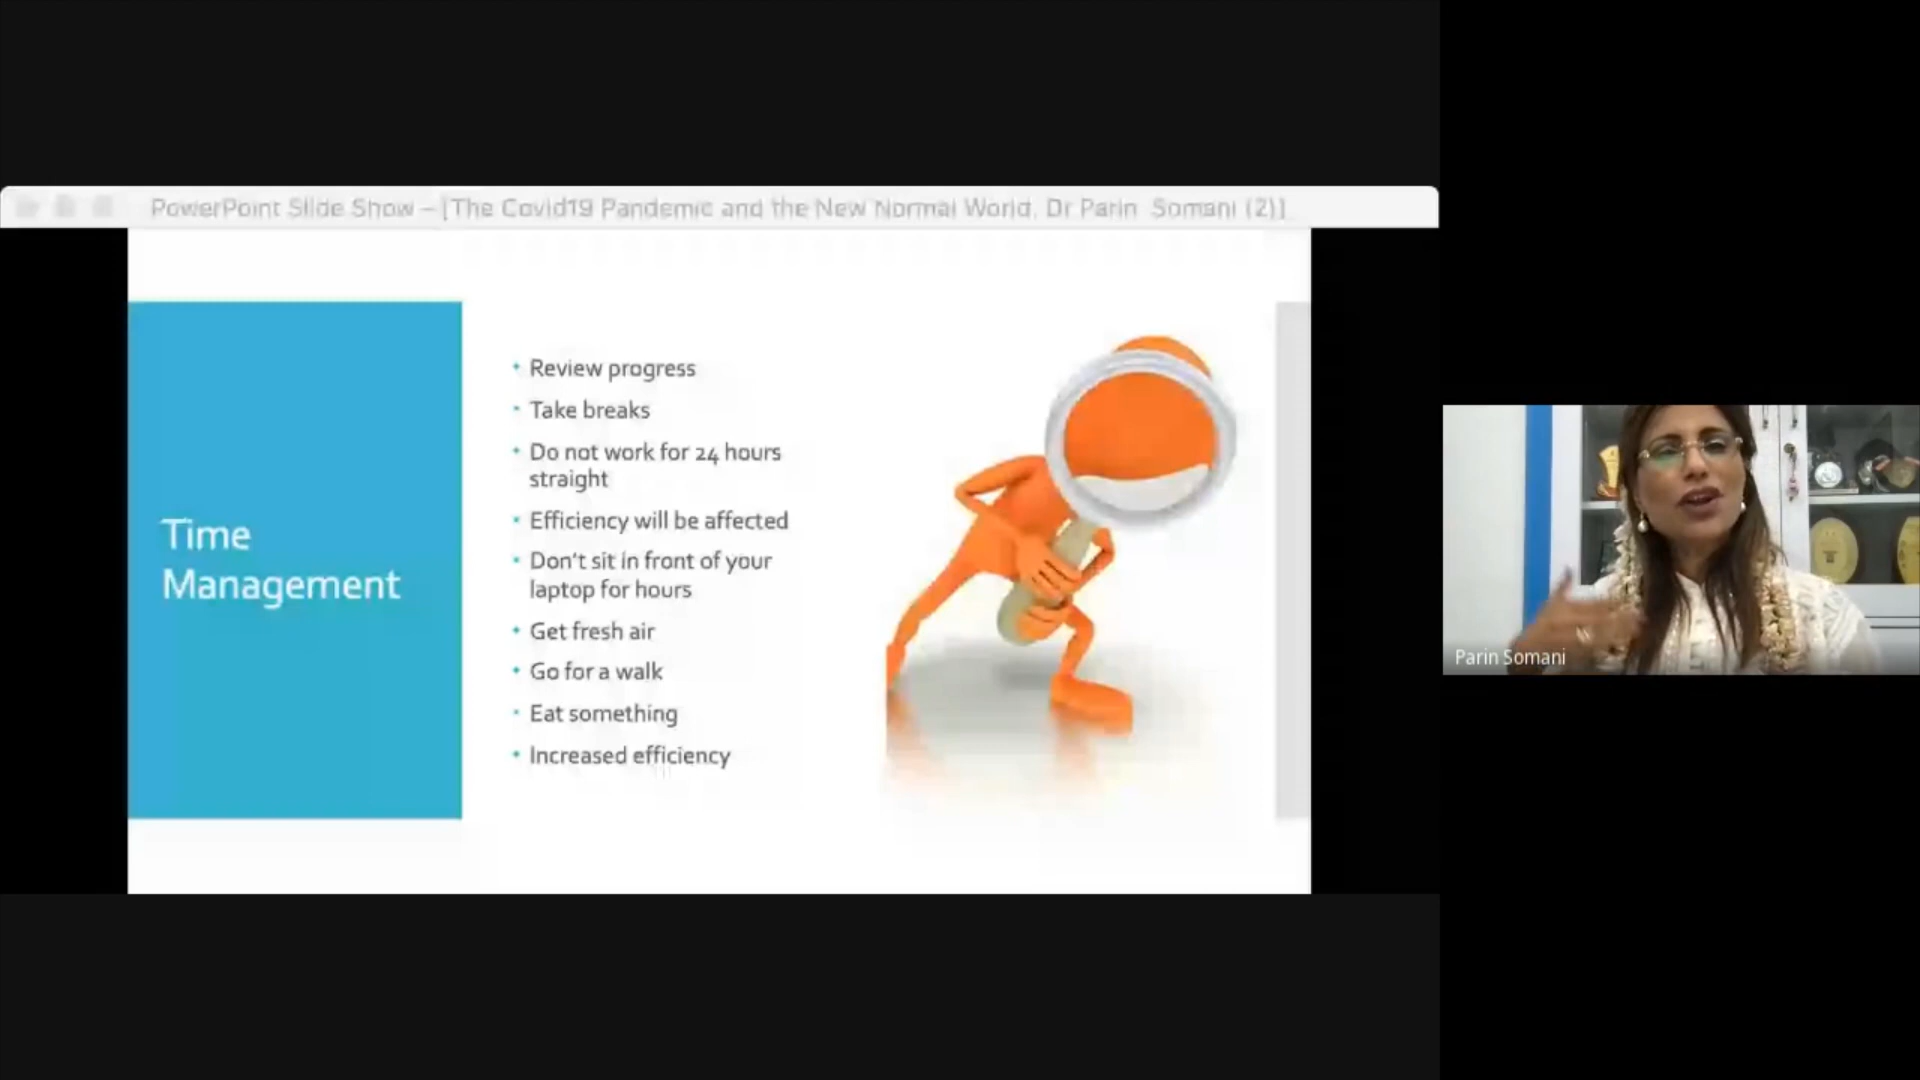 PowerPoint Slide Show – [The Covid19 Pandemic and the New Normal World, Dr Parin Somani (2)]
Time
Management
• Review progress
• Take breaks
• Do not work for 24 hours
straight
• Efficiency will be affected
• Don't sit in front of your
laptop for hours
• Get fresh air
• Go for a walk
• Eat something
• Increased efficiency
Parin Somani